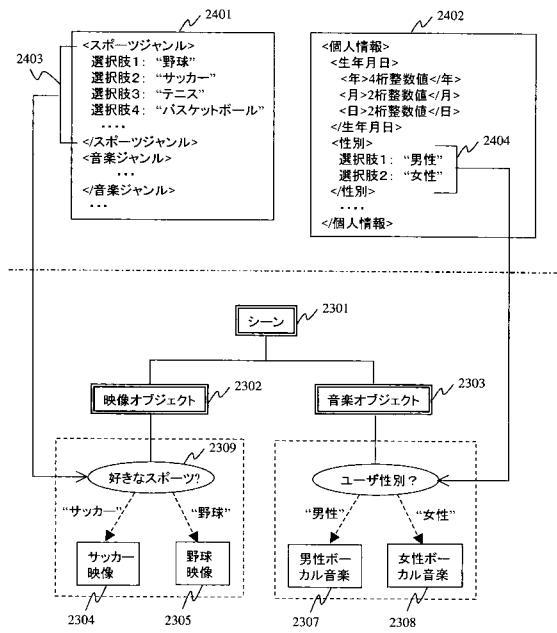 2401
2402
2403
<スポーツジャンル>
選択肢1: “野球”
選択肢2: “サッカー”
選択肢3: “テニス”
選択肢4: “バスケットボール”
‥‥
</スポーツジャンル>
<音楽ジャンル>
…
</音楽ジャンル>
…
<個人情報>
<生年月日>
<年>4桁整数値</年>
<月>2桁整数値</月>
<日>2桁整数値</日>
</生年月日>
<性別>
2404
選択肢1: “男性”
選択肢2: “女性”
</性別>
‥‥
</個人情報>
2301
シーン
2302
映像オブジェクト
2303
音楽オブジェクト
2309
好きなスポーツ?
ユーザ性別?
“サッカー”
“野球”
“男性”
“女性”
サッカー
映像
野球
映像
男性ボー
カル音楽
女性ボー
カル音楽
2304
2305
2307
2308